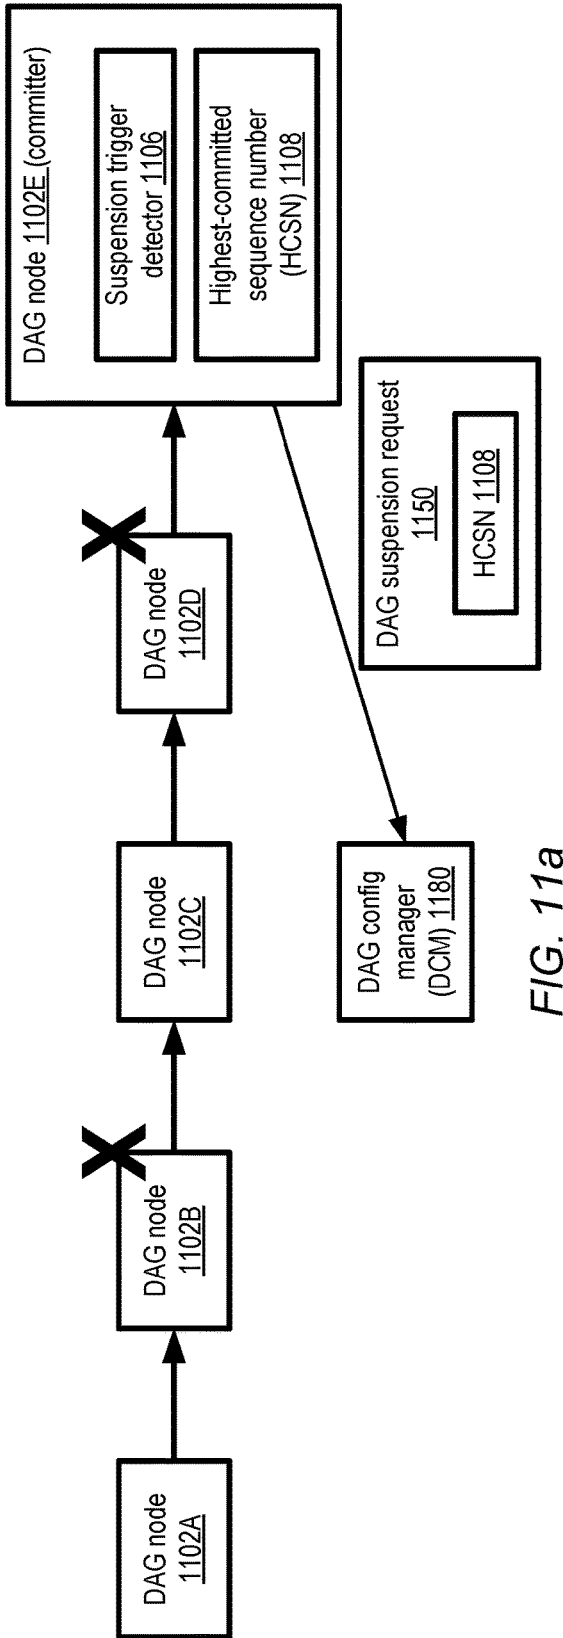 DAG node
1102A
DAG node
1102B
X
DAG node
1102C
DAG node
1102D
X
DAG node 1102E (committer)
Suspension trigger
detector 1106
Highest-committed
sequence number
(HCSN) 1108
DAG config
manager
(DCM) 1180
DAG suspension request
1150
HCSN 1108
FIG. 11a